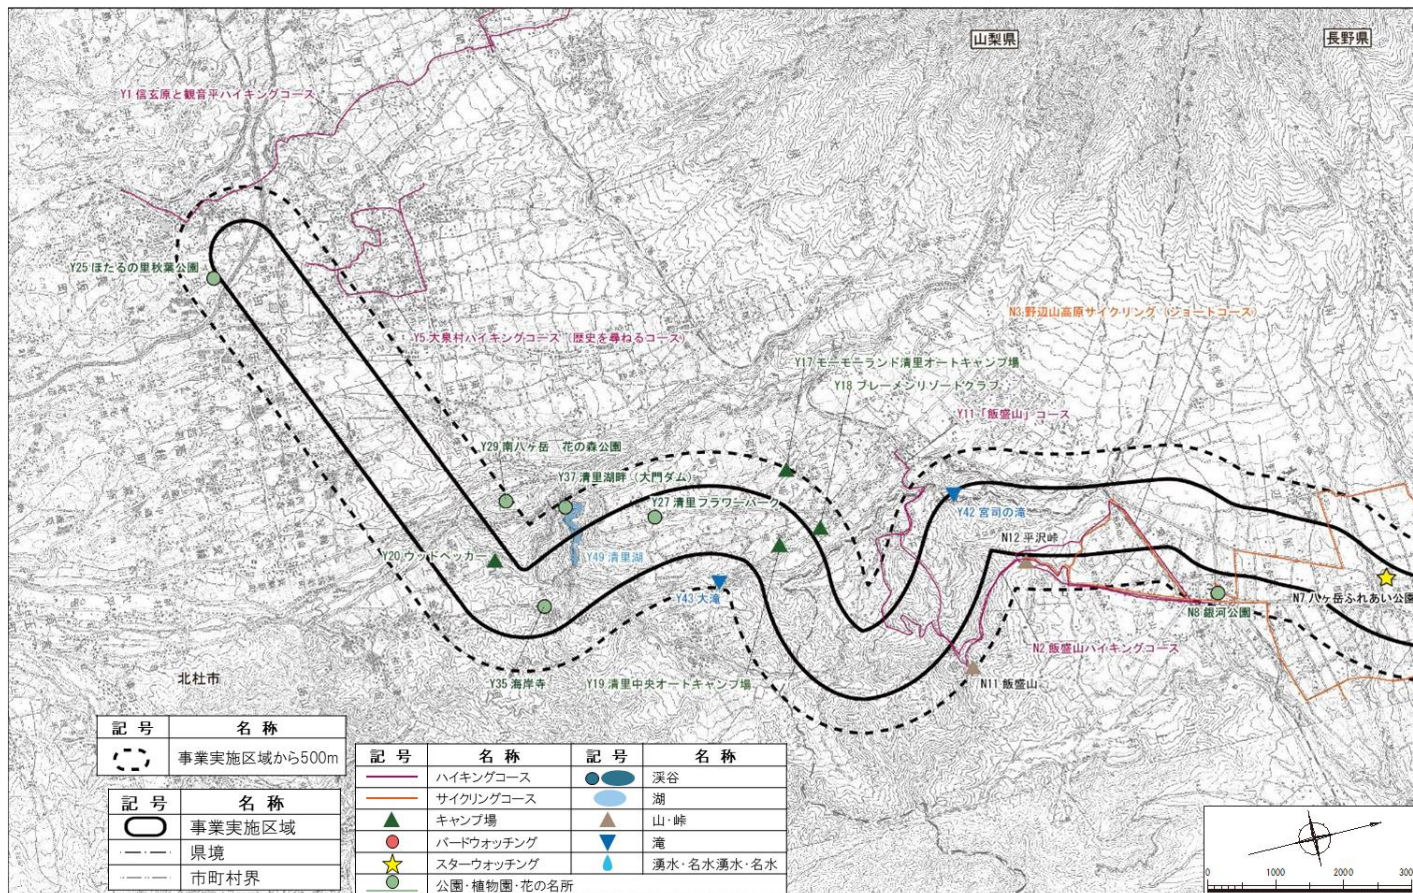 山梨県
長野県
Y1 信玄原と観音平ハイキングコース
Y25 ほたるの里秋葉公園
N3 野辺山高原サイクリング（ジョートコース）
Y5 大泉村ハイキングコース（歴史を尋ねるコース）
Y17 モーモーランド清里オートキャンプ場
Y18 ブレーメンリゾートクラブ
Y11「飯盛山」コース
Y29 南八ヶ岳　花の森公園
Y37 清里湖畔（大門ダム）
Y27 清里フラワーパーク
Y42 宮司の滝
N12 平沢峠
Y20 ウッドペッカー
Y49 清里湖
Y43 大滝
N7 八ヶ岳ふれあい公園
N8 銀河公園
N2 飯盛山ハイキングコース
Y35 海岸寺
Y19 清里中央オートキャンプ場
N11 飯盛山
北杜市
記号 名称
事業実施区域から500m
記号 名称
事業実施区域
県境
市町村界
記号 名称 記号 名称
ハイキングコース 渓谷
サイクリングコース 湖
キャンプ場 山・峠
バードウォッチング 滝
スターウォッチング 湧水・名水湧水・名水
公園・植物園・花の名所
0 1000 2000 300